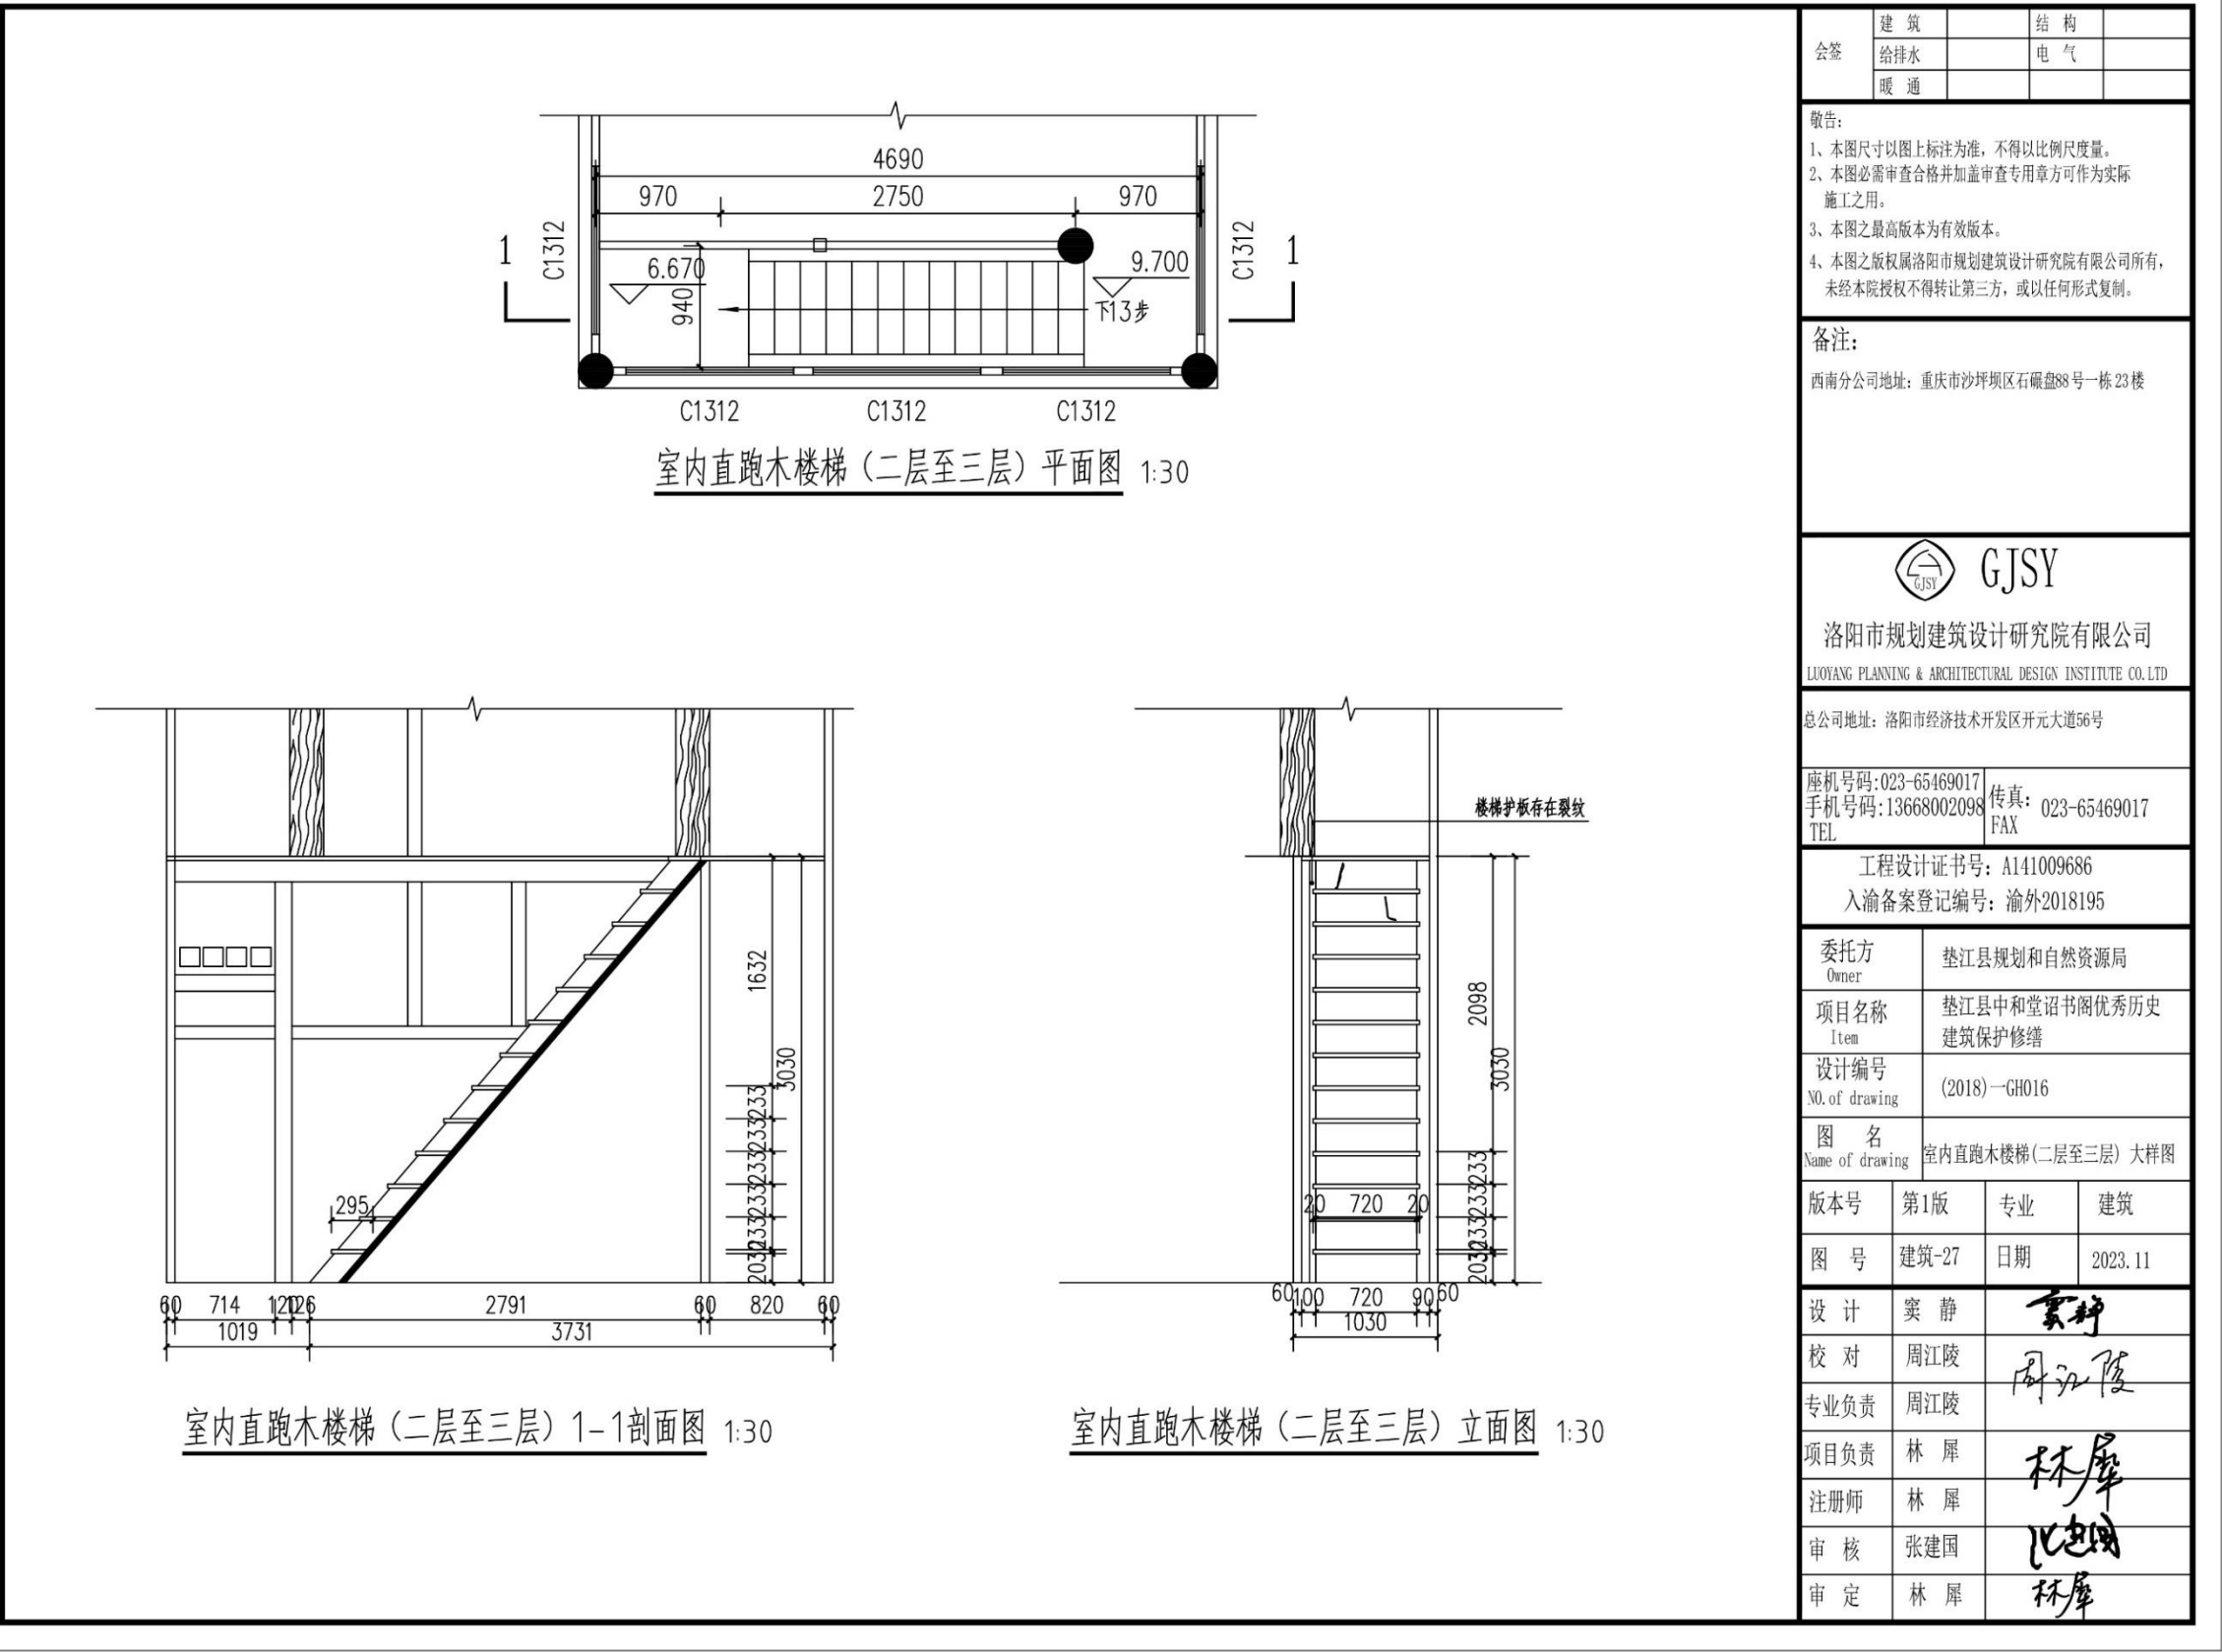 4690
970
2750
970
C1312
C1312
1
1
6.670
9.700
940
下13步
C1312
C1312
C1312
室内直跑木楼梯（二层至三层）平面图 1:30
1632
3030
233
233
233
233
233
203
295
60
714
120
126
2791
60
820
60
1019
3731
室内直跑木楼梯（二层至三层）1-1剖面图 1:30
楼梯护板存在裂纹
2098
3030
233
233
233
203
20
720
20
60
100
720
90
60
1030
室内直跑木楼梯（二层至三层）立面图 1:30
会签
建 筑
结 构
给排水
电 气
暖 通
敬告：
1、本图尺寸以图上标注为准，不得以比例尺度量。
2、本图必需审查合格并加盖审查专用章方可作为实际
施工之用。
3、本图之最高版本为有效版本。
4、本图之版权属洛阳市规划建筑设计研究院有限公司所有，
未经本院授权不得转让第三方，或以任何形式复制。
备注：
西南分公司地址：重庆市沙坪坝区石碾盘88号一栋23楼
GJSY
GJSY
洛阳市规划建筑设计研究院有限公司
LUOYANG PLANNING & ARCHITECTURAL DESIGN INSTITUTE CO.LTD
总公司地址：洛阳市经济技术开发区开元大道56号
座机号码:023-65469017
手机号码:13668002098
TEL
传真：
FAX
023-65469017
工程设计证书号：A141009686
入渝备案登记编号：渝外2018195
委托方
Owner
垫江县规划和自然资源局
项目名称
Item
垫江县中和堂诏书阁优秀历史
建筑保护修缮
设计编号
NO.of drawing
(2018)一GH016
图 名
Name of drawing
室内直跑木楼梯(二层至三层) 大样图
版本号
第1版
专业
建筑
图 号
建筑-27
日期
2023.11
设 计
窦 静
窦静
校 对
周江陵
周江陵
专业负责
周江陵
项目负责
林 犀
林犀
注册师
林 犀
审 核
张建国
审 定
林 犀
林犀